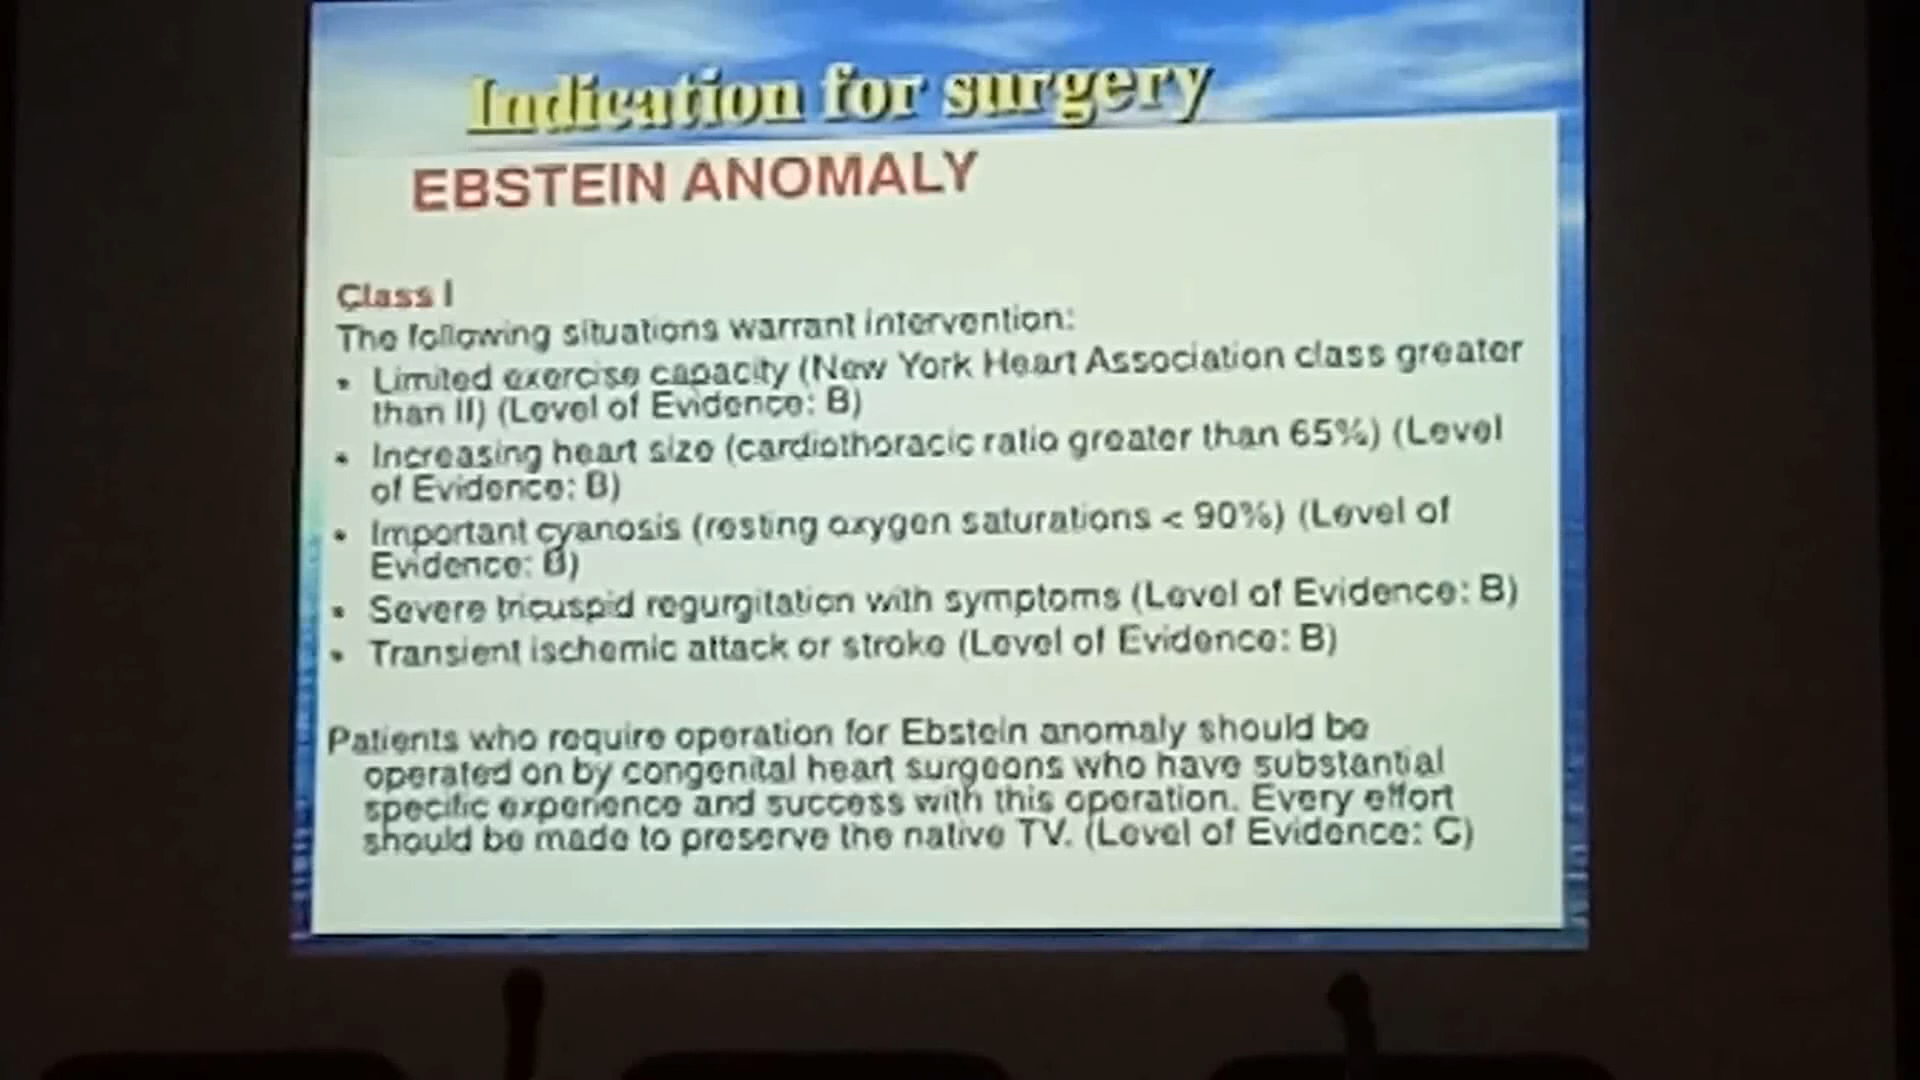 Indication for surgery
EBSTEIN ANOMALY
Class I
The following situations warrant intervention:
• Limited exercise capacity (New York Heart Association class greater
than II) (Level of Evidence: B)
• Increasing heart size (cardiothoracic ratio greater than 65%) (Level
of Evidence: B)
• Important cyanosis (resting oxygen saturations < 90%) (Level of
Evidence: B)
• Severe tricuspid regurgitation with symptoms (Level of Evidence: B)
• Transient ischemic attack or stroke (Level of Evidence: B)
Patients who require operation for Ebstein anomaly should be
operated on by congenital heart surgeons who have substantial
specific experience and success with this operation. Every effort
should be made to preserve the native TV. (Level of Evidence: C)